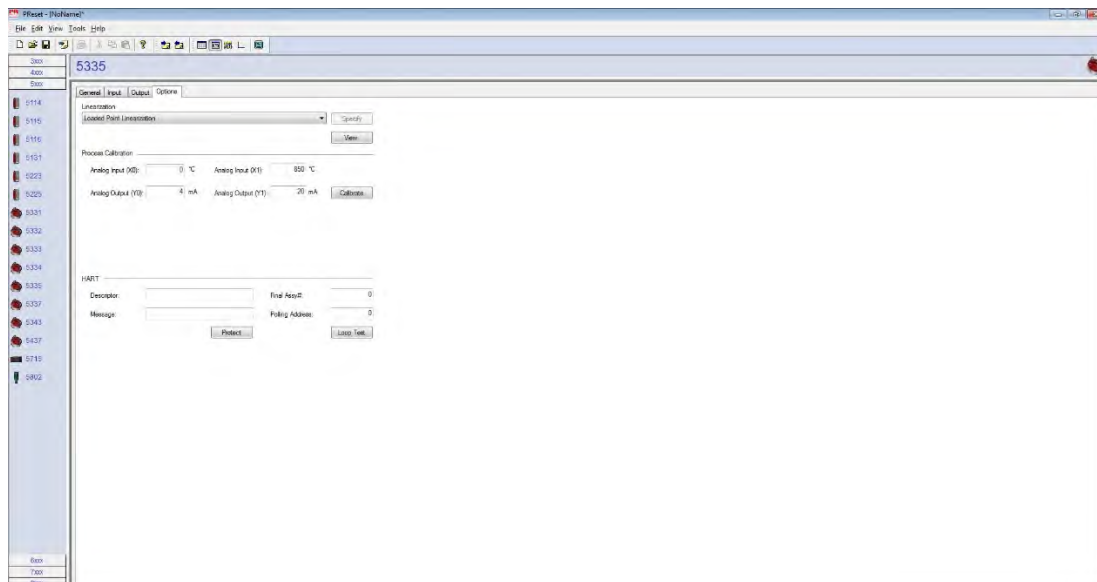 PReset - [NoName]*
File Edit View Tools Help
3xxx
4xxx
5xxx
5335
5114
5115
5116
5131
5223
5225
5331
5332
5333
5334
5335
5337
5343
5437
5802
General Input Output Options
Linearization
Loaded Point Linearization
Specify
View
Process Calibration
Analog Input (X0): 0 °C Analog Input (X1): 850 °C
Analog Output (Y0): 4 mA Analog Output (Y1): 20 mA Calibrate
HART
Descriptor: Final Assy#: 0
Message: Polling Address: 0
Protect Loop Test
6xxx
7xxx